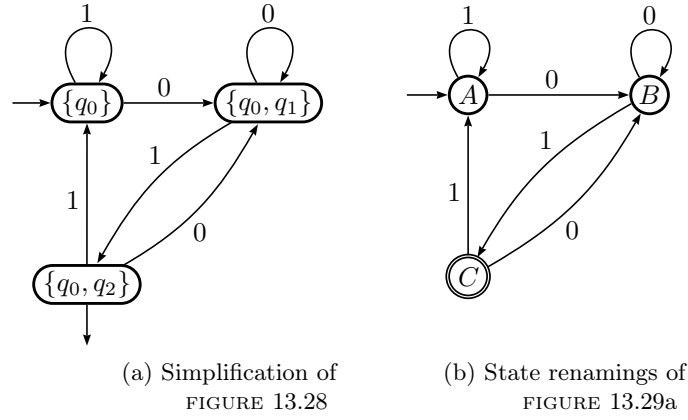 1
0
{q₀}
0
{q₀, q₁}
1
1
0
{q₀, q₂}
(a) Simplification of
FIGURE 13.28
1
0
A
0
B
1
1
0
C
(b) State renamings of
FIGURE 13.29a